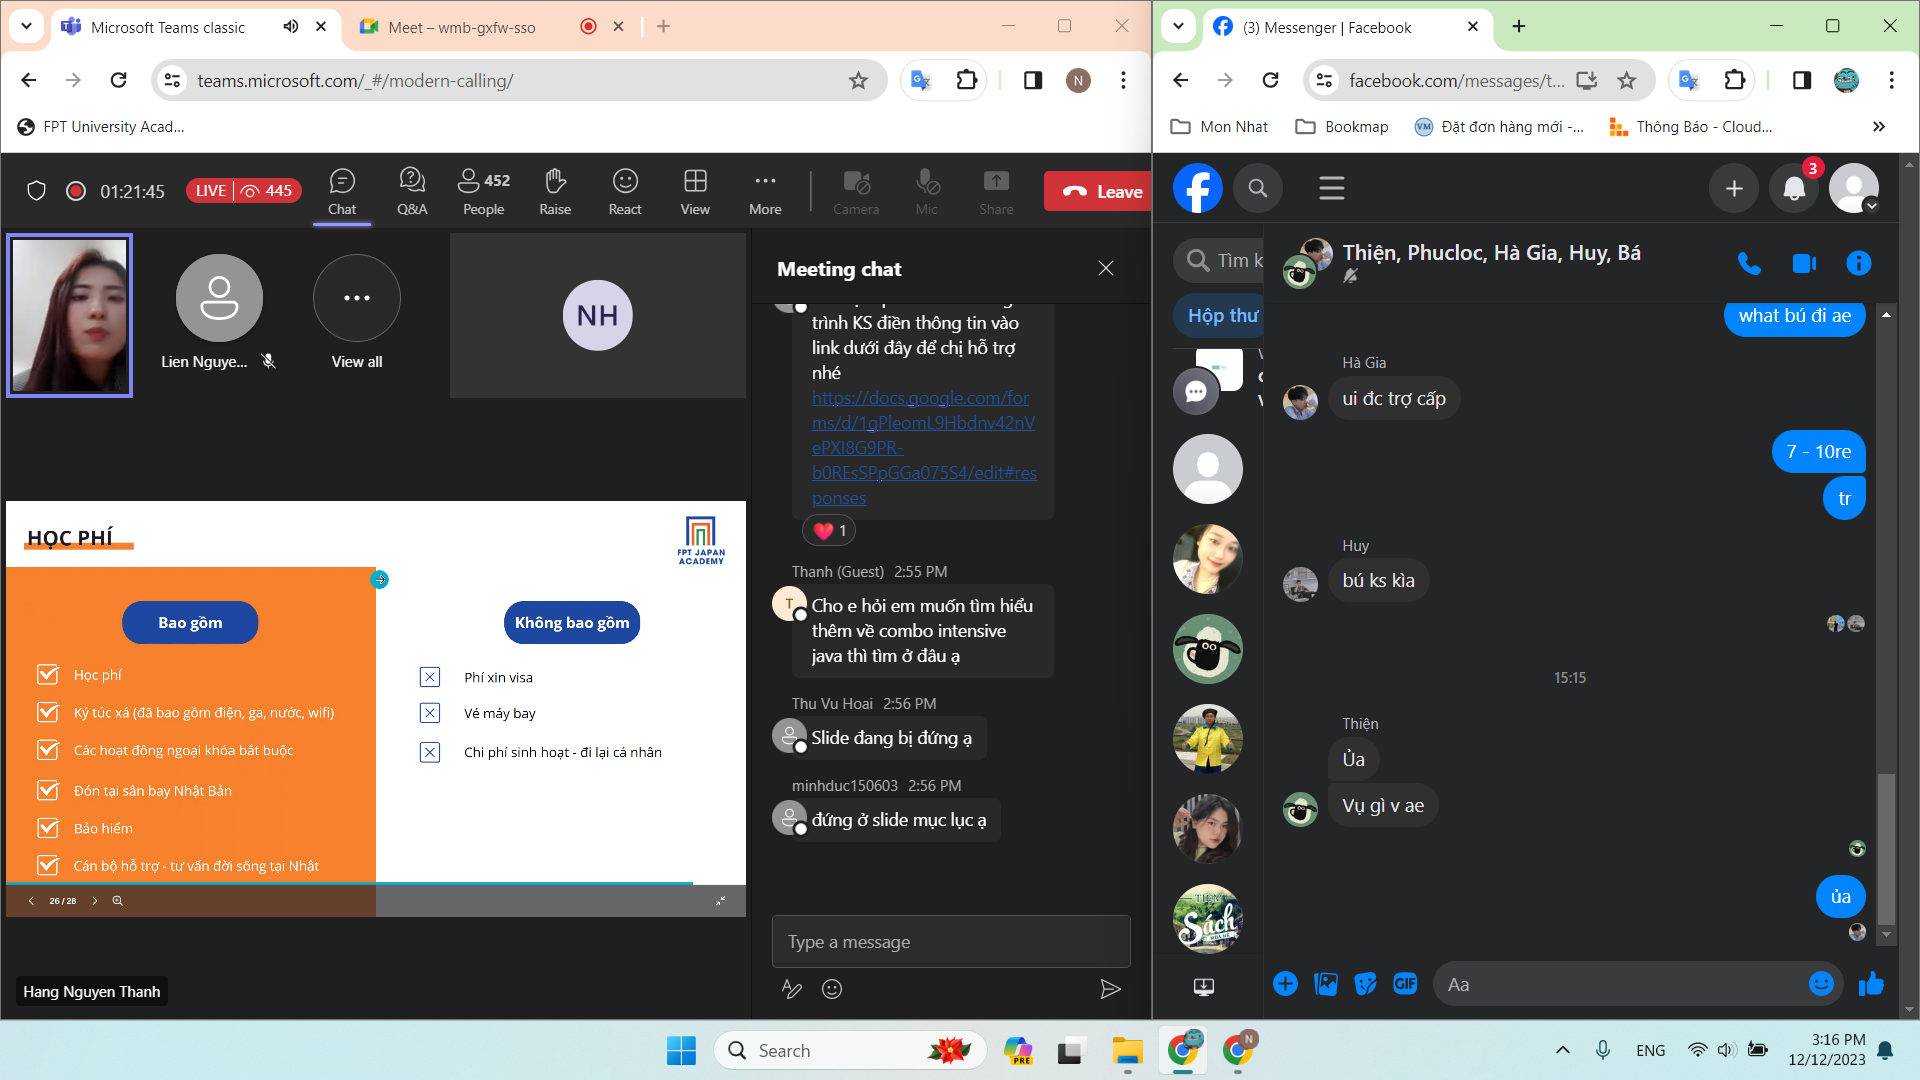 Microsoft Teams classic
Meet – wmb-gxfw-sso
teams.microsoft.com/_#/modern-calling/
N
FPT University Acad...
01:21:45
LIVE
445
Chat
Q&A
452
People
Raise
React
View
More
Camera
Mic
Share
Leave
Lien Nguye...
View all
NH
HỌC PHÍ
FPT JAPAN
ACADEMY
Bao gồm
Học phí
Ký túc xá (đã bao gồm điện, ga, nước, wifi)
Các hoạt động ngoại khóa bắt buộc
Đón tại sân bay Nhật Bản
Bảo hiểm
Cán bộ hỗ trợ - tư vấn đời sống tại Nhật
Không bao gồm
Phí xin visa
Vé máy bay
Chi phí sinh hoạt - đi lại cá nhân
26 / 28
Hang Nguyen Thanh
Meeting chat
trình KS điền thông tin vào
link dưới đây để chị hỗ trợ
nhé
https://docs.google.com/for
ms/d/1gPleomL9Hbdnv42nV
ePXI8G9PR-
b0REsSPpGGa075S4/edit#res
ponses
1
Thanh (Guest) 2:55 PM
T
Cho e hỏi em muốn tìm hiểu
thêm về combo intensive
java thì tìm ở đâu ạ
Thu Vu Hoai 2:56 PM
Slide đang bị đứng ạ
minhduc150603 2:56 PM
đứng ở slide mục lục ạ
Type a message
(3) Messenger | Facebook
facebook.com/messages/t...
Mon Nhat
Bookmap
VM
Đặt đơn hàng mới -...
Thông Báo - Cloud...
3
Tìm k
Hộp thư
Sách
Thiện, Phucloc, Hà Gia, Huy, Bá
what bú đi ae
Hà Gia
ui đc trợ cấp
7 - 10re
tr
Huy
bú ks kìa
15:15
Thiện
Ủa
Vụ gì v ae
ủa
GIF
Aa
Search
PRE
N
ENG
3:16 PM
12/12/2023